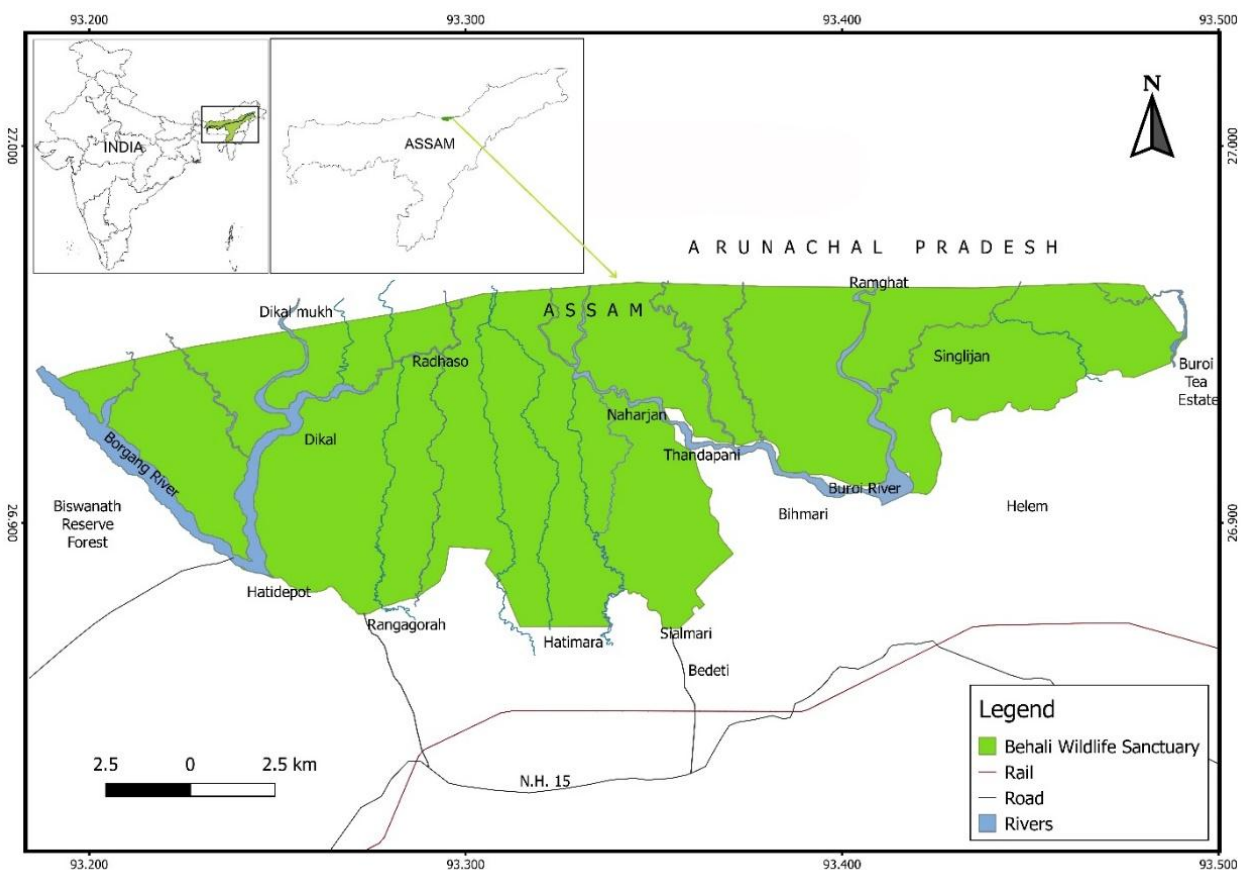 93.200
93.300
93.400
93.500
27.000
27.000
INDIA
ASSAM
N
ARUNACHAL PRADESH
Ramghat
Dikal mukh
ASSAM
Radhaso
Singlijan
Buroi
Tea
Estate
Naharjan
Borgang River
Dikal
Thandapani
Buroi River
Biswanath
Reserve
Forest
Bihmari
Helem
26.900
26.900
Hatidepot
Rangagorah
Hatimara
Sialmari
Bedeti
N.H. 15
2.5
0
2.5 km
Legend
Behali Wildlife Sanctuary
Rail
Road
Rivers
93.200
93.300
93.400
93.500